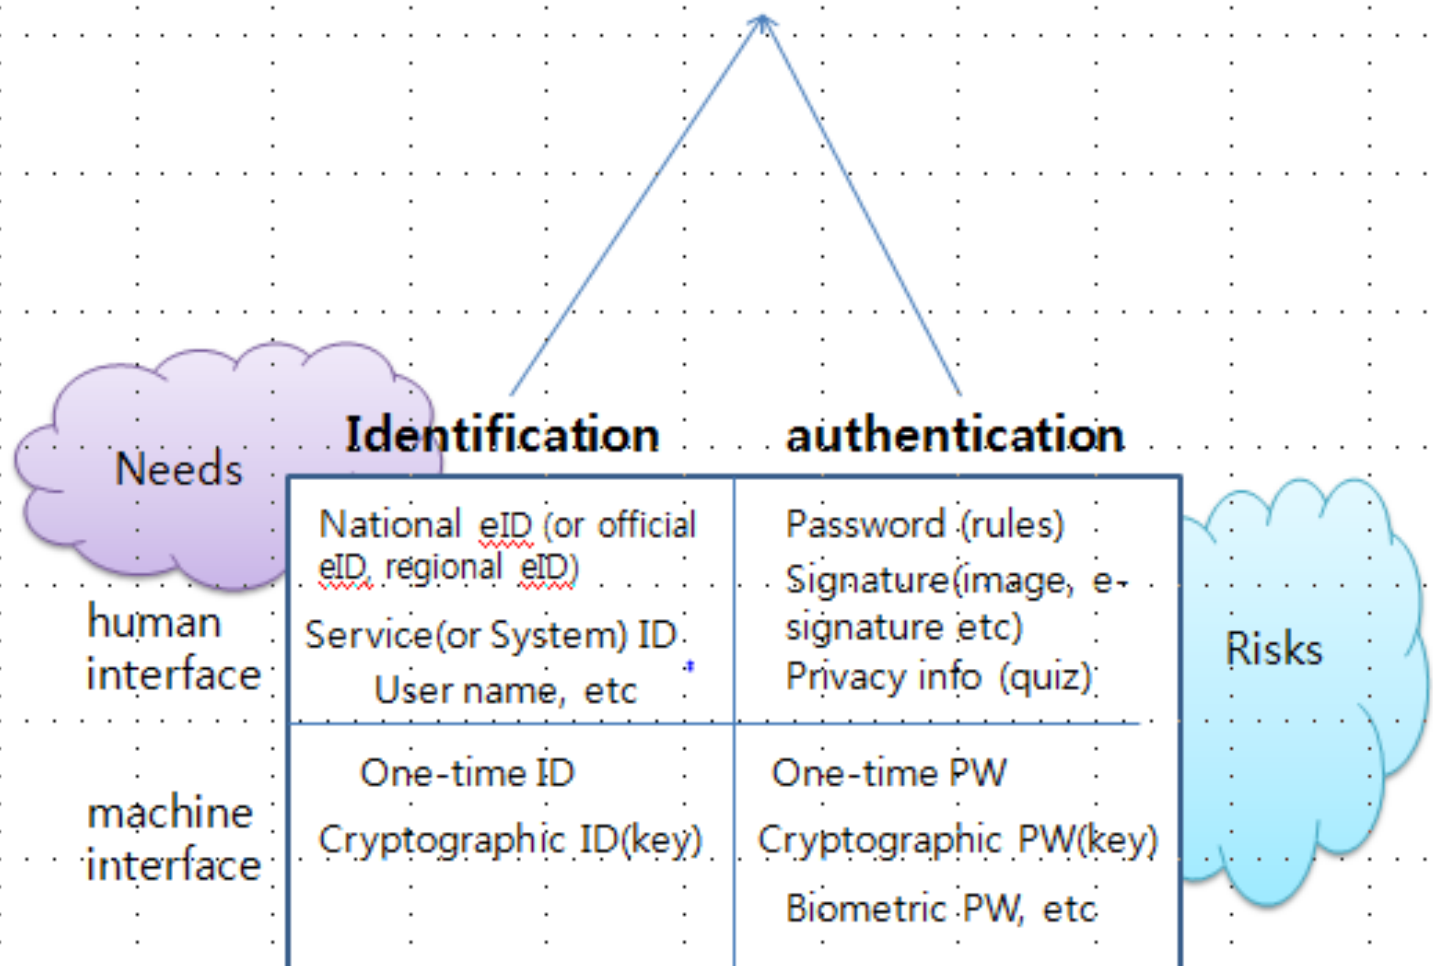 Identification
authentication
Needs
National eID (or official
eID, regional eID)
Service(or System) ID
User name, etc
human
interface
Password (rules)
Signature(image, e-
signature etc)
Privacy info (quiz)
Risks
machine
interface
One-time ID
Cryptographic ID(key)
One-time PW
Cryptographic PW(key)
Biometric PW, etc